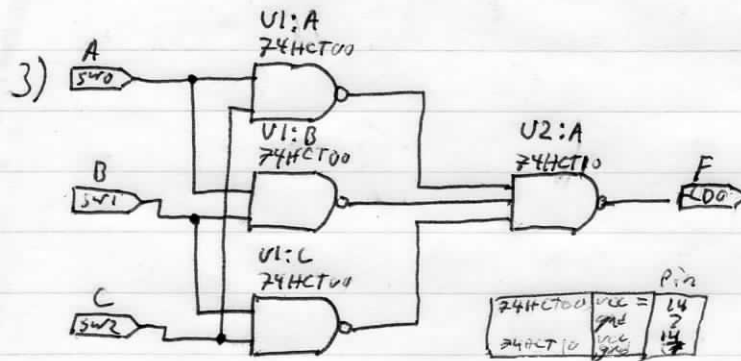 3)
A
SW0
U1:A
74HCT00
B
SW1
U1:B
74HCT00
U2:A
74HCT10
F
LD0
C
SW2
U1:C
74HCT00
Pin
74HCT00 vcc = 14
gnd 7
74HCT10 vcc 14
gnd 7